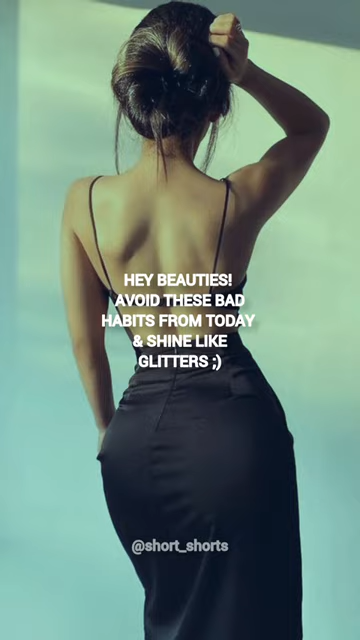 HEY BEAUTIES!
AVOID THESE BAD
HABITS FROM TODAY
& SHINE LIKE
GLITTERS ;)
@short_shorts